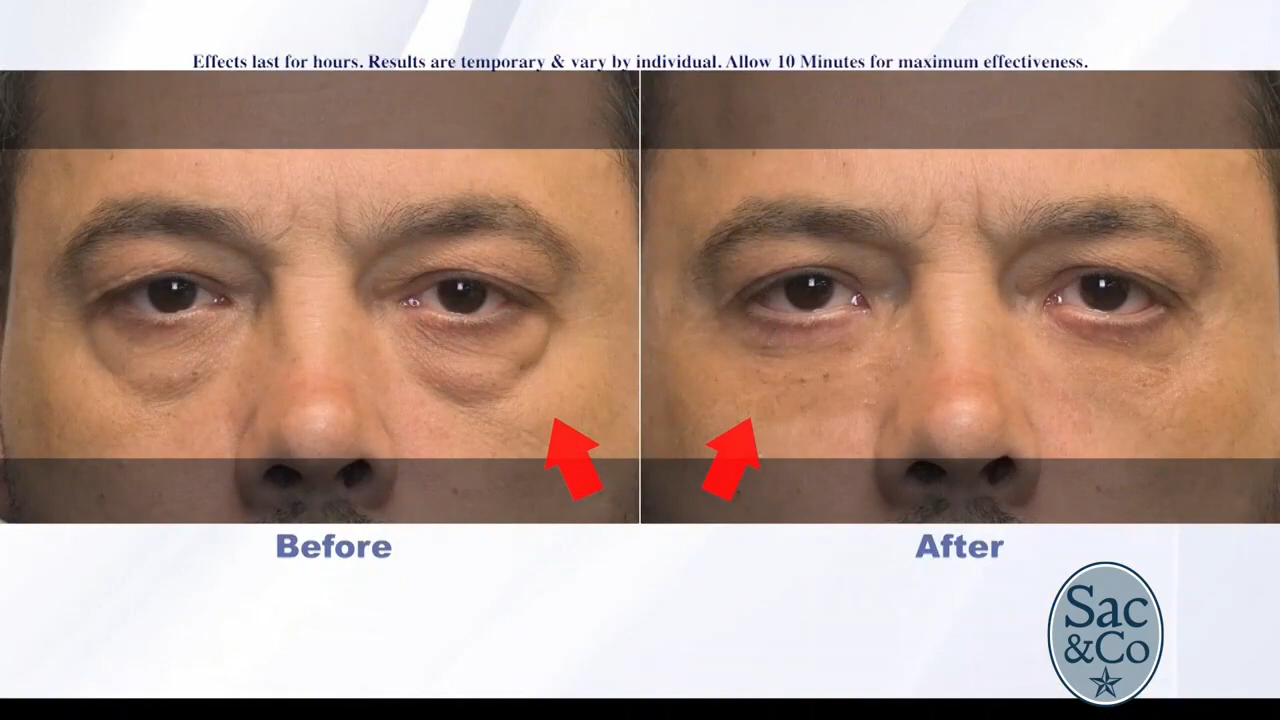 Effects last for hours. Results are temporary & vary by individual. Allow 10 Minutes for maximum effectiveness.
Before
After
Sac
&Co